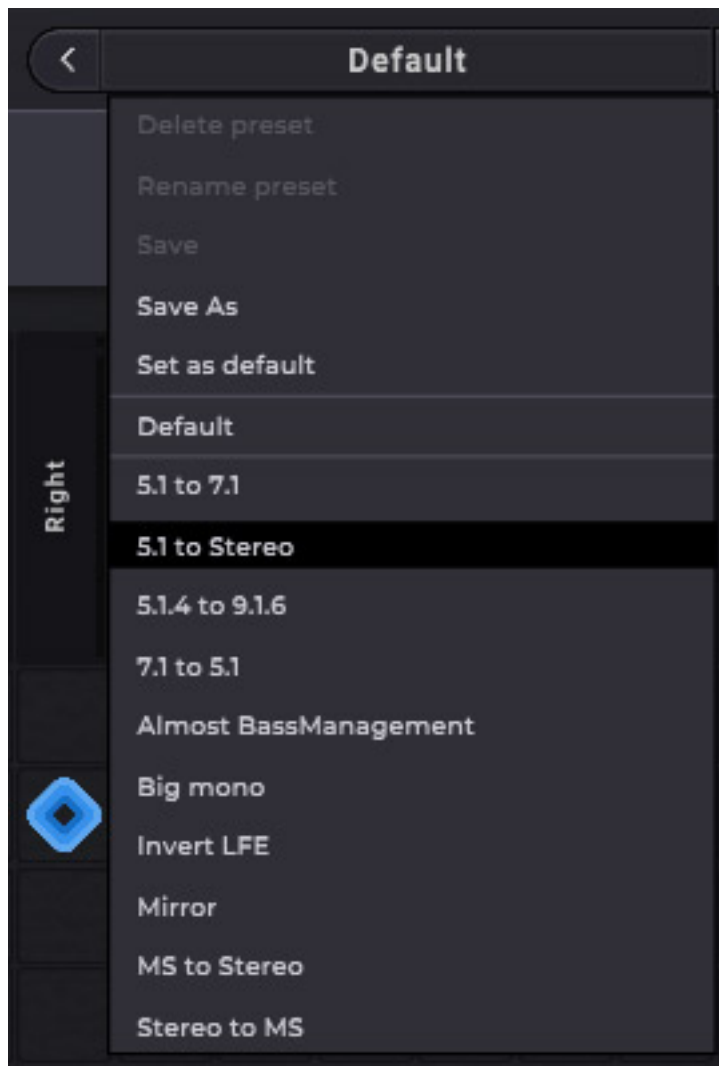 Default
Delete preset
Rename preset
Save
Save As
Set as default
Default
5.1 to 7.1
5.1 to Stereo
5.1.4 to 9.1.6
7.1 to 5.1
Almost BassManagement
Big mono
Invert LFE
Mirror
MS to Stereo
Stereo to MS
Right